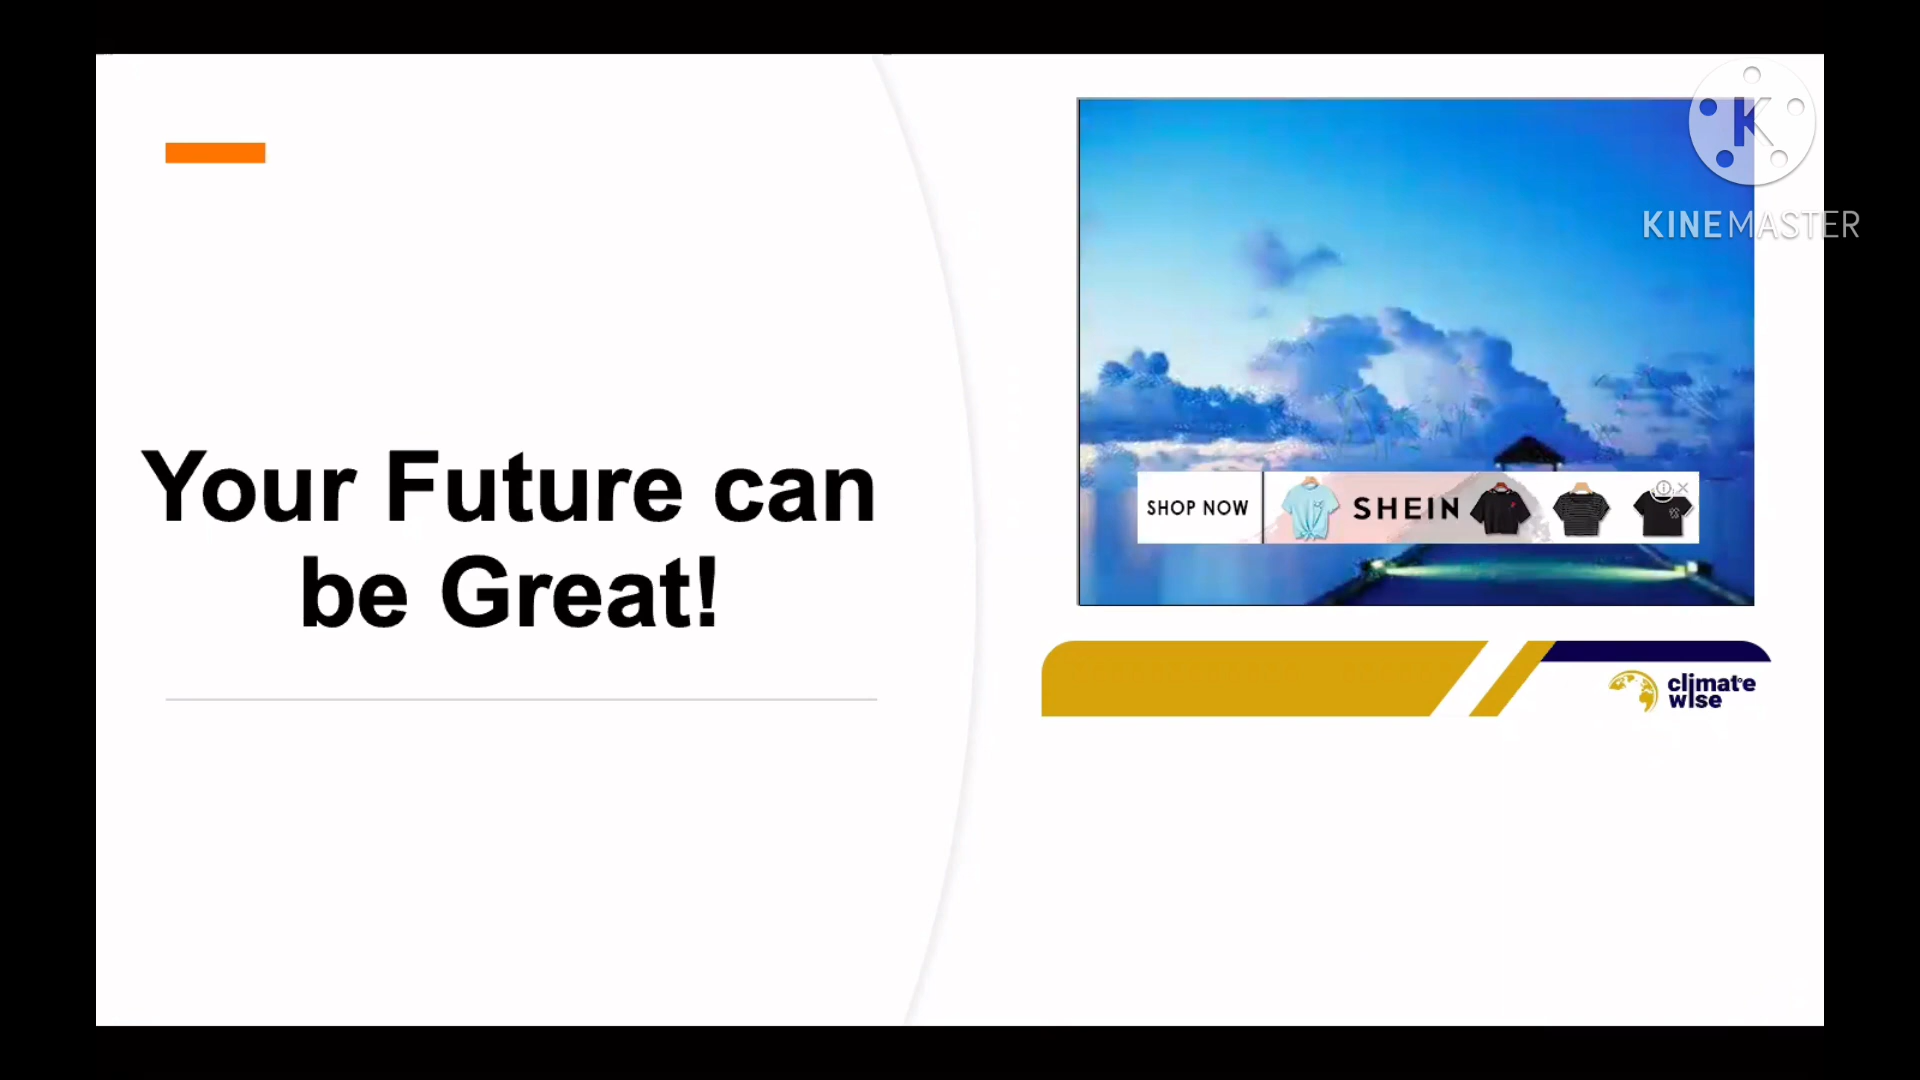 Your Future can
be Great!
K
KINEMASTER
SHOP NOW
SHEIN
climate
wise